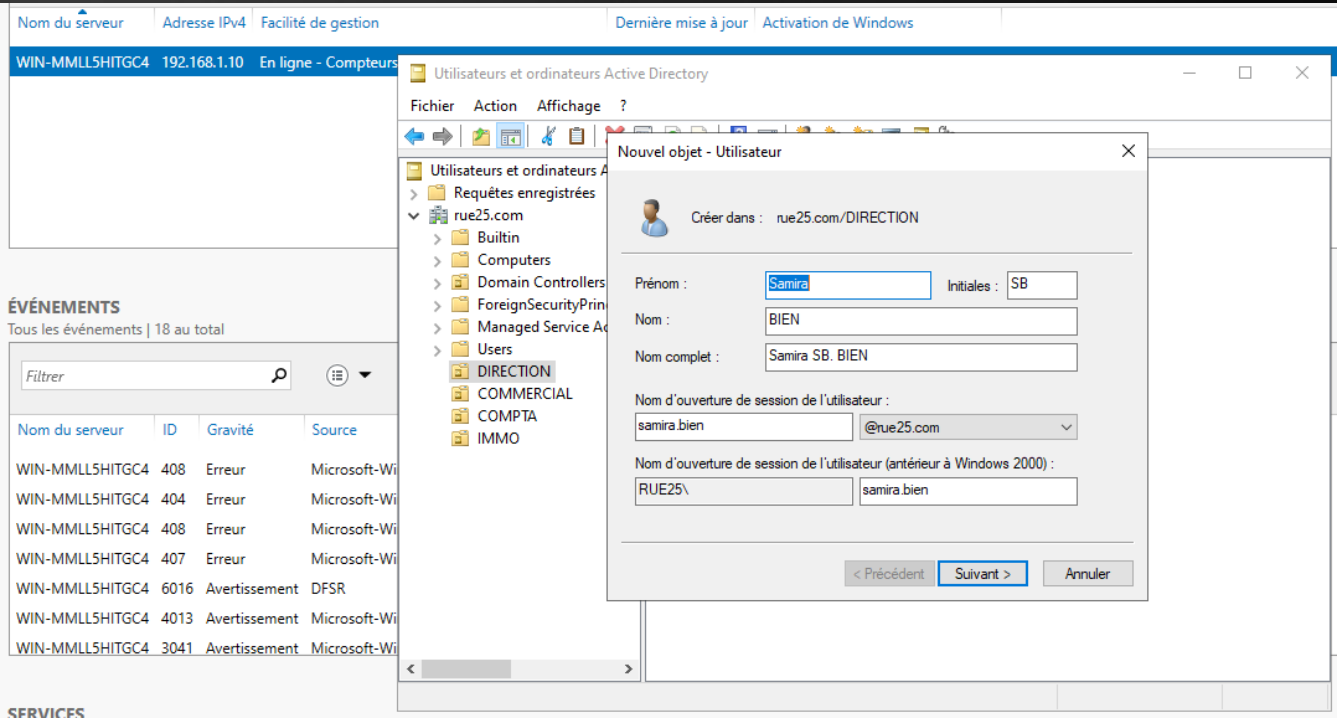 Nom du serveur Adresse IPv4 Facilité de gestion Dernière mise à jour Activation de Windows
WIN-MMLL5HITGC4 192.168.1.10 En ligne - Compteurs
Utilisateurs et ordinateurs Active Directory
Fichier Action Affichage ?
Utilisateurs et ordinateurs A
Requêtes enregistrées
rue25.com
Builtin
Computers
Domain Controllers
ForeignSecurityPrin
Managed Service Ac
Users
DIRECTION
COMMERCIAL
COMPTA
IMMO
Nouvel objet - Utilisateur
Créer dans : rue25.com/DIRECTION
Prénom : Samira Initiales : SB
Nom : BIEN
Nom complet : Samira SB. BIEN
Nom d'ouverture de session de l'utilisateur :
samira.bien @rue25.com
Nom d'ouverture de session de l'utilisateur (antérieur à Windows 2000) :
RUE25\ samira.bien
< Précédent Suivant > Annuler
ÉVÉNEMENTS
Tous les événements | 18 au total
Filtrer
Nom du serveur ID Gravité Source
WIN-MMLL5HITGC4 408 Erreur Microsoft-Wi
WIN-MMLL5HITGC4 404 Erreur Microsoft-Wi
WIN-MMLL5HITGC4 408 Erreur Microsoft-Wi
WIN-MMLL5HITGC4 407 Erreur Microsoft-Wi
WIN-MMLL5HITGC4 6016 Avertissement DFSR
WIN-MMLL5HITGC4 4013 Avertissement Microsoft-Wi
WIN-MMLL5HITGC4 3041 Avertissement Microsoft-Wi
SERVICES